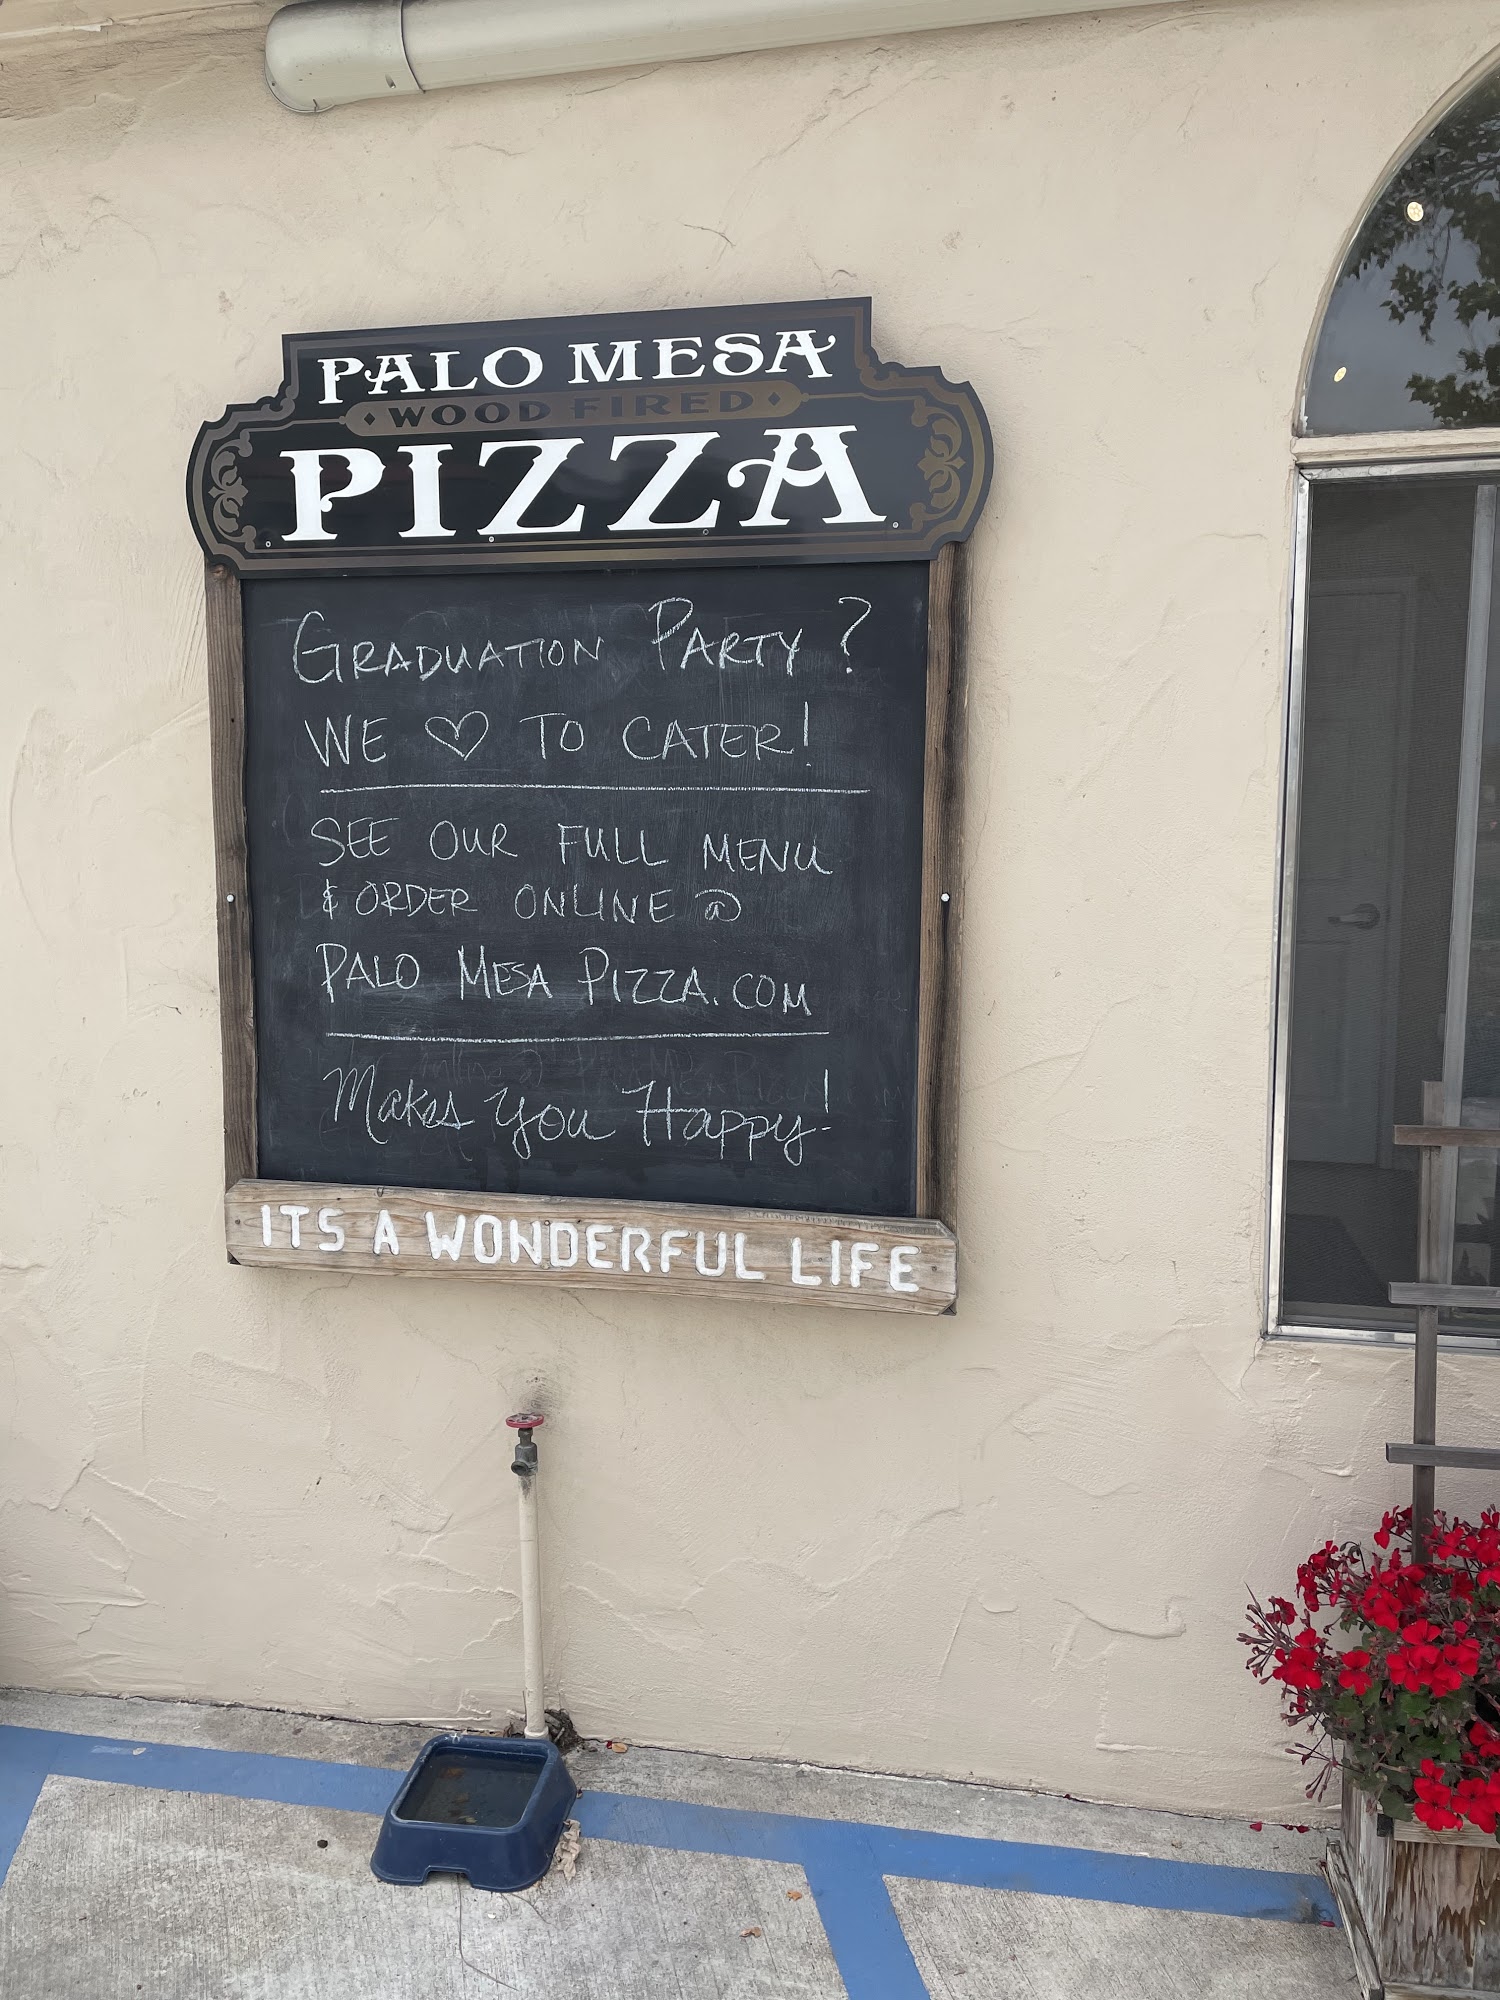 PALO MESA
WOOD FIRED
PIZZA
GRADUATION PARTY?
WE ♡ TO CATER!
SEE OUR FULL MENU
& ORDER ONLINE @
PALO MESA PIZZA.COM
Makes you Happy!
ITS A WONDERFUL LIFE